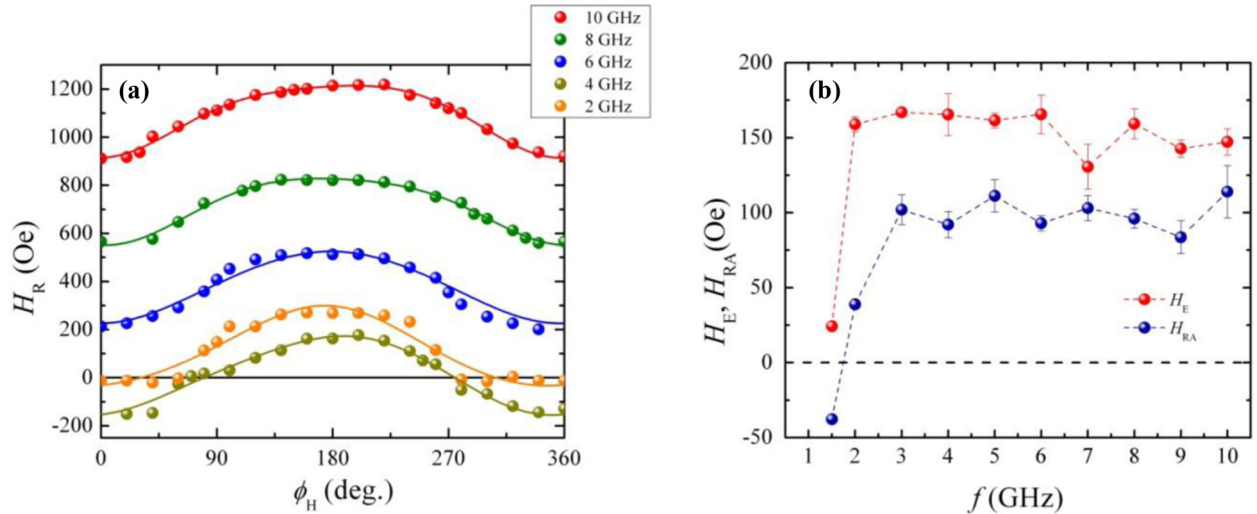 10 GHz
8 GHz
6 GHz
4 GHz
2 GHz
(a)
H_R (Oe)
1200
1000
800
600
400
200
0
-200
0 90 180 270 360
ϕ_H (deg.)
(b)
H_E, H_RA (Oe)
200
150
100
50
0
-50
H_E
H_RA
1 2 3 4 5 6 7 8 9 10
f (GHz)